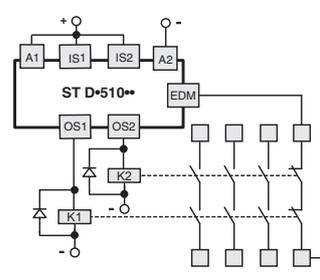 + -
A1 IS1 IS2 A2
ST D•510••
EDM
OS1 OS2
K2
-
K1
-